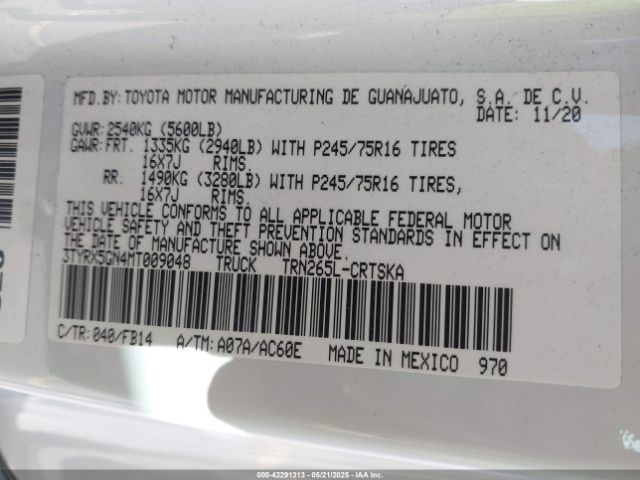 MFD.BY: TOYOTA MOTOR MANUFACTURING DE GUANAJUATO, S.A. DE C.V.
DATE: 11/20
GVWR: 2540KG (5600LB)
GAWR: FRT. 1335KG (2940LB) WITH P245/75R16 TIRES
16X7J RIMS.
RR. 1490KG (3280LB) WITH P245/75R16 TIRES,
16X7J RIMS.
THIS VEHICLE CONFORMS TO ALL APPLICABLE FEDERAL MOTOR
VEHICLE SAFETY AND THEFT PREVENTION STANDARDS IN EFFECT ON
THE DATE OF MANUFACTURE SHOWN ABOVE.
3TYRX5GN4MT009048 TRUCK TRN265L-CRTSKA
C/TR: 040/FB14 A/TM: A07A/AC60E MADE IN MEXICO 970
000-42291313 - 05/21/2025 - COPYRIGHT IAA, LLC.